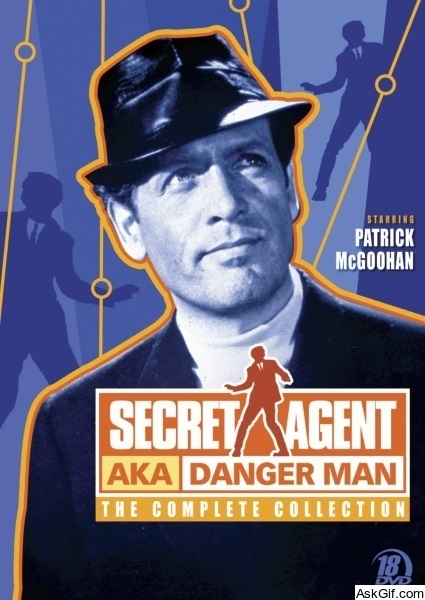 STARRING
PATRICK
McGOOHAN
SECRET AGENT
AKA DANGER MAN
THE COMPLETE COLLECTION
18
DVD
AskGif.com